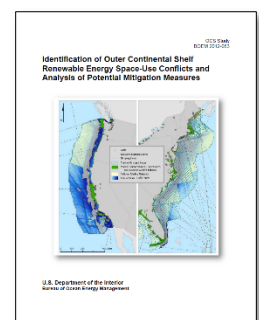 OCS Study
BOEM 2012-083
Identification of Outer Continental Shelf
Renewable Energy Space-Use Conflicts and
Analysis of Potential Mitigation Measures
U.S. Department of the Interior
Bureau of Ocean Energy Management